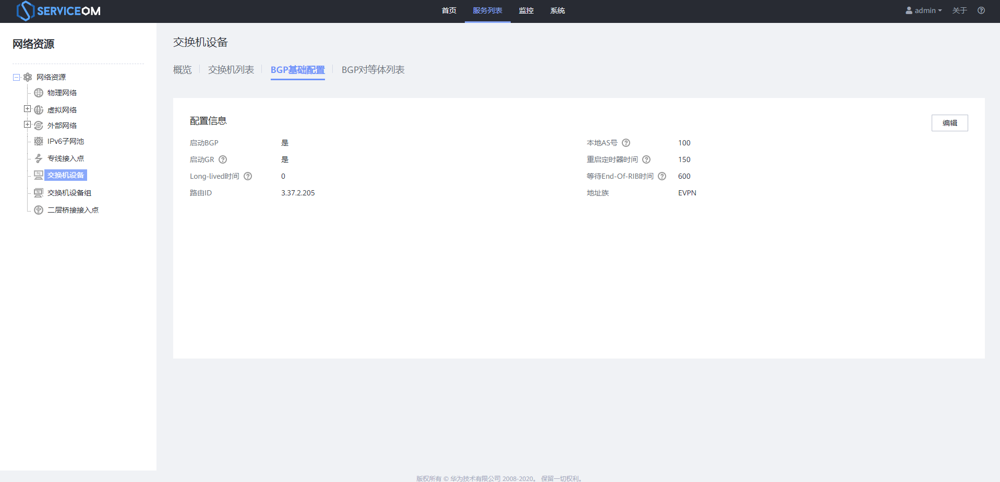 SERVICEOM
首页 服务列表 监控 系统
admin 关于
网络资源
网络资源
物理网络
虚拟网络
外部网络
IPv6子网池
专线接入点
交换机设备
交换机设备组
二层桥接接入点
交换机设备
概览 交换机列表 BGP基础配置 BGP对等体列表
配置信息
编辑
启动BGP 是 本地AS号 100
启动GR 是 重启定时器时间 150
Long-lived时间 0 等待End-Of-RIB时间 600
路由ID 3.37.2.205 地址族 EVPN
版权所有 © 华为技术有限公司 2008-2020。 保留一切权利。